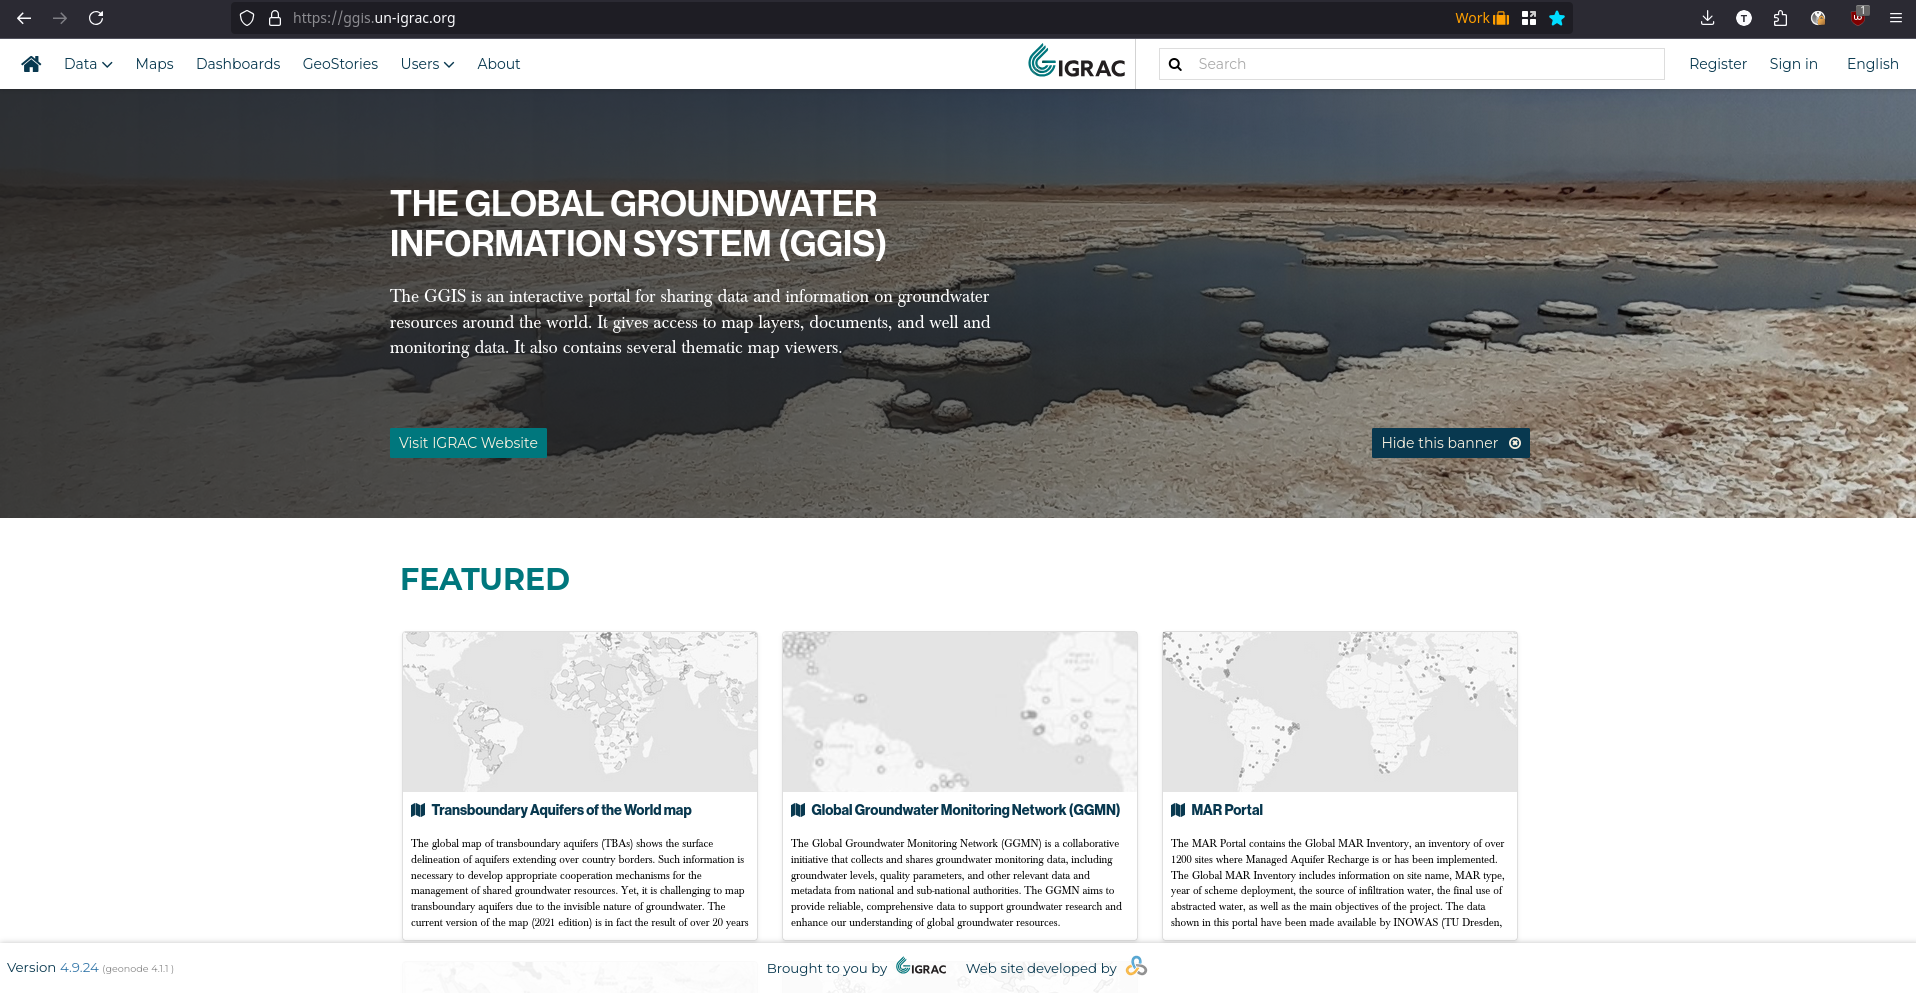 https://ggis.un-igrac.org
Work
T
1
Data
Maps
Dashboards
GeoStories
Users
About
IGRAC
Search
Register
Sign in
English
THE GLOBAL GROUNDWATER
INFORMATION SYSTEM (GGIS)
The GGIS is an interactive portal for sharing data and information on groundwater
resources around the world. It gives access to map layers, documents, and well and
monitoring data. It also contains several thematic map viewers.
Visit IGRAC Website
Hide this banner
FEATURED
Transboundary Aquifers of the World map
The global map of transboundary aquifers (TBAs) shows the surface
delineation of aquifers extending over country borders. Such information is
necessary to develop appropriate cooperation mechanisms for the
management of shared groundwater resources. Yet, it is challenging to map
transboundary aquifers due to the invisible nature of groundwater. The
current version of the map (2021 edition) is in fact the result of over 20 years
Global Groundwater Monitoring Network (GGMN)
The Global Groundwater Monitoring Network (GGMN) is a collaborative
initiative that collects and shares groundwater monitoring data, including
groundwater levels, quality parameters, and other relevant data and
metadata from national and sub-national authorities. The GGMN aims to
provide reliable, comprehensive data to support groundwater research and
enhance our understanding of global groundwater resources.
MAR Portal
The MAR Portal contains the Global MAR Inventory, an inventory of over
1200 sites where Managed Aquifer Recharge is or has been implemented.
The Global MAR Inventory includes information on site name, MAR type,
year of scheme deployment, the source of infiltration water, the final use of
abstracted water, as well as the main objectives of the project. The data
shown in this portal have been made available by INOWAS (TU Dresden,
Version 4.9.24 (geonode 4.1.1 )
Brought to you by IGRAC
Web site developed by